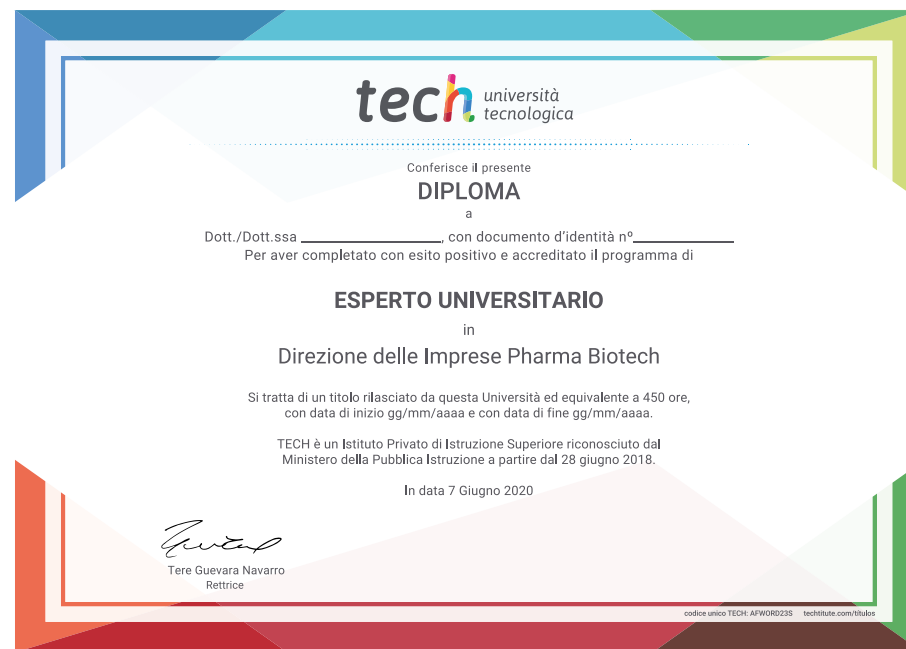 tech università
tecnologica
Conferisce il presente
DIPLOMA
a
Dott./Dott.ssa ____________________, con documento d'identità nº______________
Per aver completato con esito positivo e accreditato il programma di
ESPERTO UNIVERSITARIO
in
Direzione delle Imprese Pharma Biotech
Si tratta di un titolo rilasciato da questa Università ed equivalente a 450 ore,
con data di inizio gg/mm/aaaa e con data di fine gg/mm/aaaa.
TECH è un Istituto Privato di Istruzione Superiore riconosciuto dal
Ministero della Pubblica Istruzione a partire dal 28 giugno 2018.
In data 7 Giugno 2020
Tere Guevara Navarro
Rettrice
codice unico TECH: AFWORD23S techtitute.com/titulos